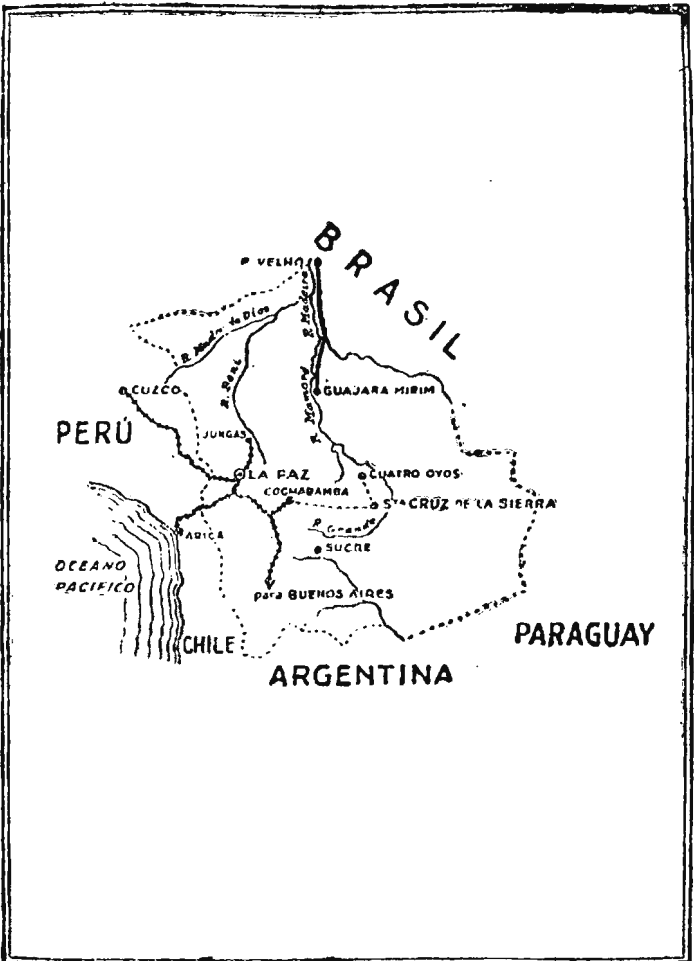 BRASIL
P. VELHO
R. Madeira
R. Madre de Dios
R. Beni
CUZCO
GUAJARA MIRIM
R. Mamoré
PERÚ
JUNGAS
LA PAZ
CUATRO OYOS
COCHABAMBA
STA CRUZ DE LA SIERRA
R. Grande
ARICA
SUCRE
OCEANO
PACIFICO
para BUENOS AIRES
CHILE
PARAGUAY
ARGENTINA